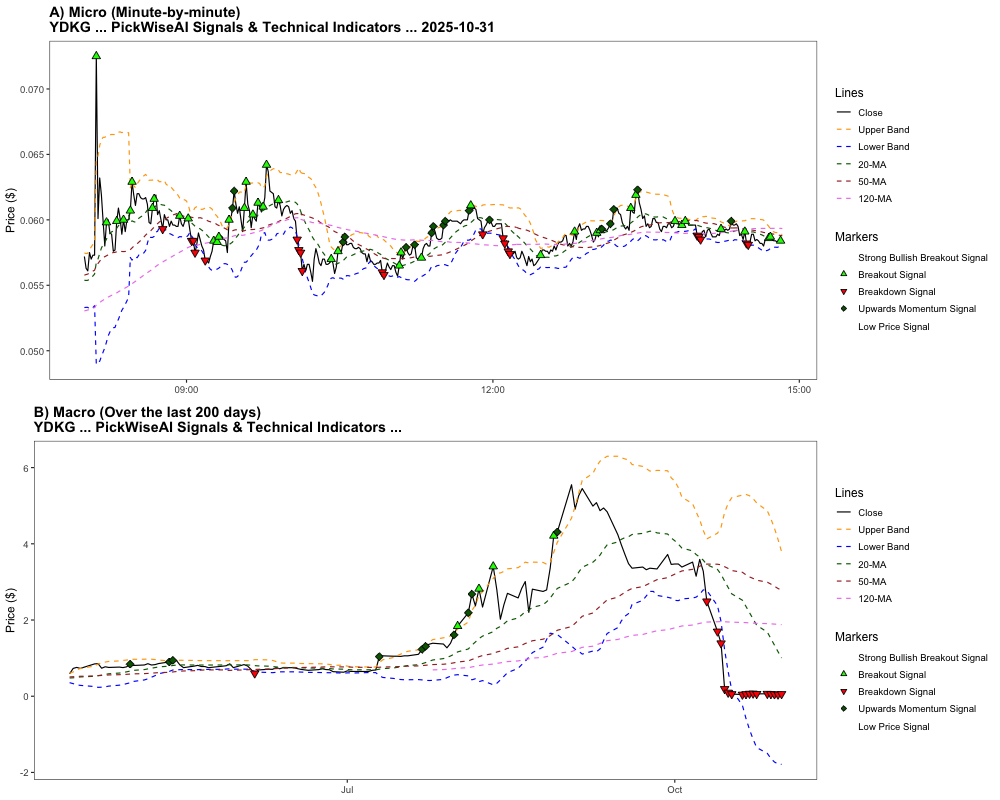 A) Micro (Minute-by-minute)
YDKG ... PickWiseAI Signals & Technical Indicators ... 2025-10-31
Price ($)
0.070
0.065
0.060
0.055
0.050
09:00
12:00
15:00
Lines
Close
Upper Band
Lower Band
20-MA
50-MA
120-MA
Markers
Strong Bullish Breakout Signal
Breakout Signal
Breakdown Signal
Upwards Momentum Signal
Low Price Signal
B) Macro (Over the last 200 days)
YDKG ... PickWiseAI Signals & Technical Indicators ...
Price ($)
6
4
2
0
-2
Jul
Oct
Lines
Close
Upper Band
Lower Band
20-MA
50-MA
120-MA
Markers
Strong Bullish Breakout Signal
Breakout Signal
Breakdown Signal
Upwards Momentum Signal
Low Price Signal